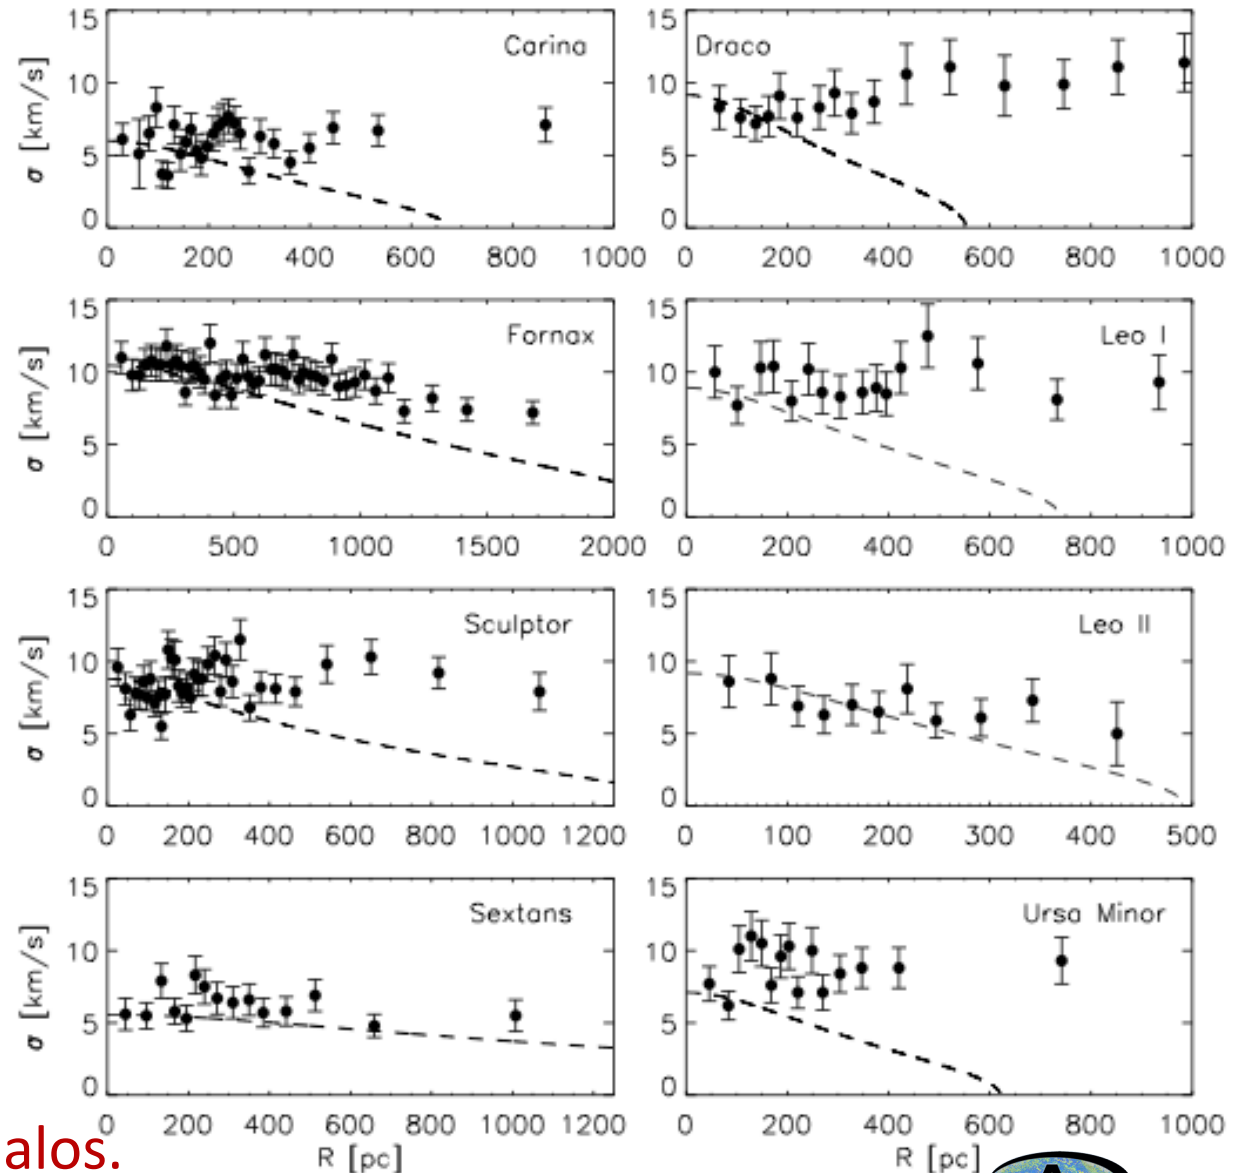 15
10
5
0
σ [km/s]
Carina
0 200 400 600 800 1000
15
10
5
0
Draco
0 200 400 600 800 1000
15
10
5
0
σ [km/s]
Fornax
0 500 1000 1500 2000
15
10
5
0
Leo I
0 200 400 600 800 1000
15
10
5
0
σ [km/s]
Sculptor
0 200 400 600 800 1000 1200
15
10
5
0
Leo II
0 100 200 300 400 500
15
10
5
0
σ [km/s]
Sextans
0 200 400 600 800 1000 1200
R [pc]
15
10
5
0
Ursa Minor
0 200 400 600 800 1000
R [pc]
alos.